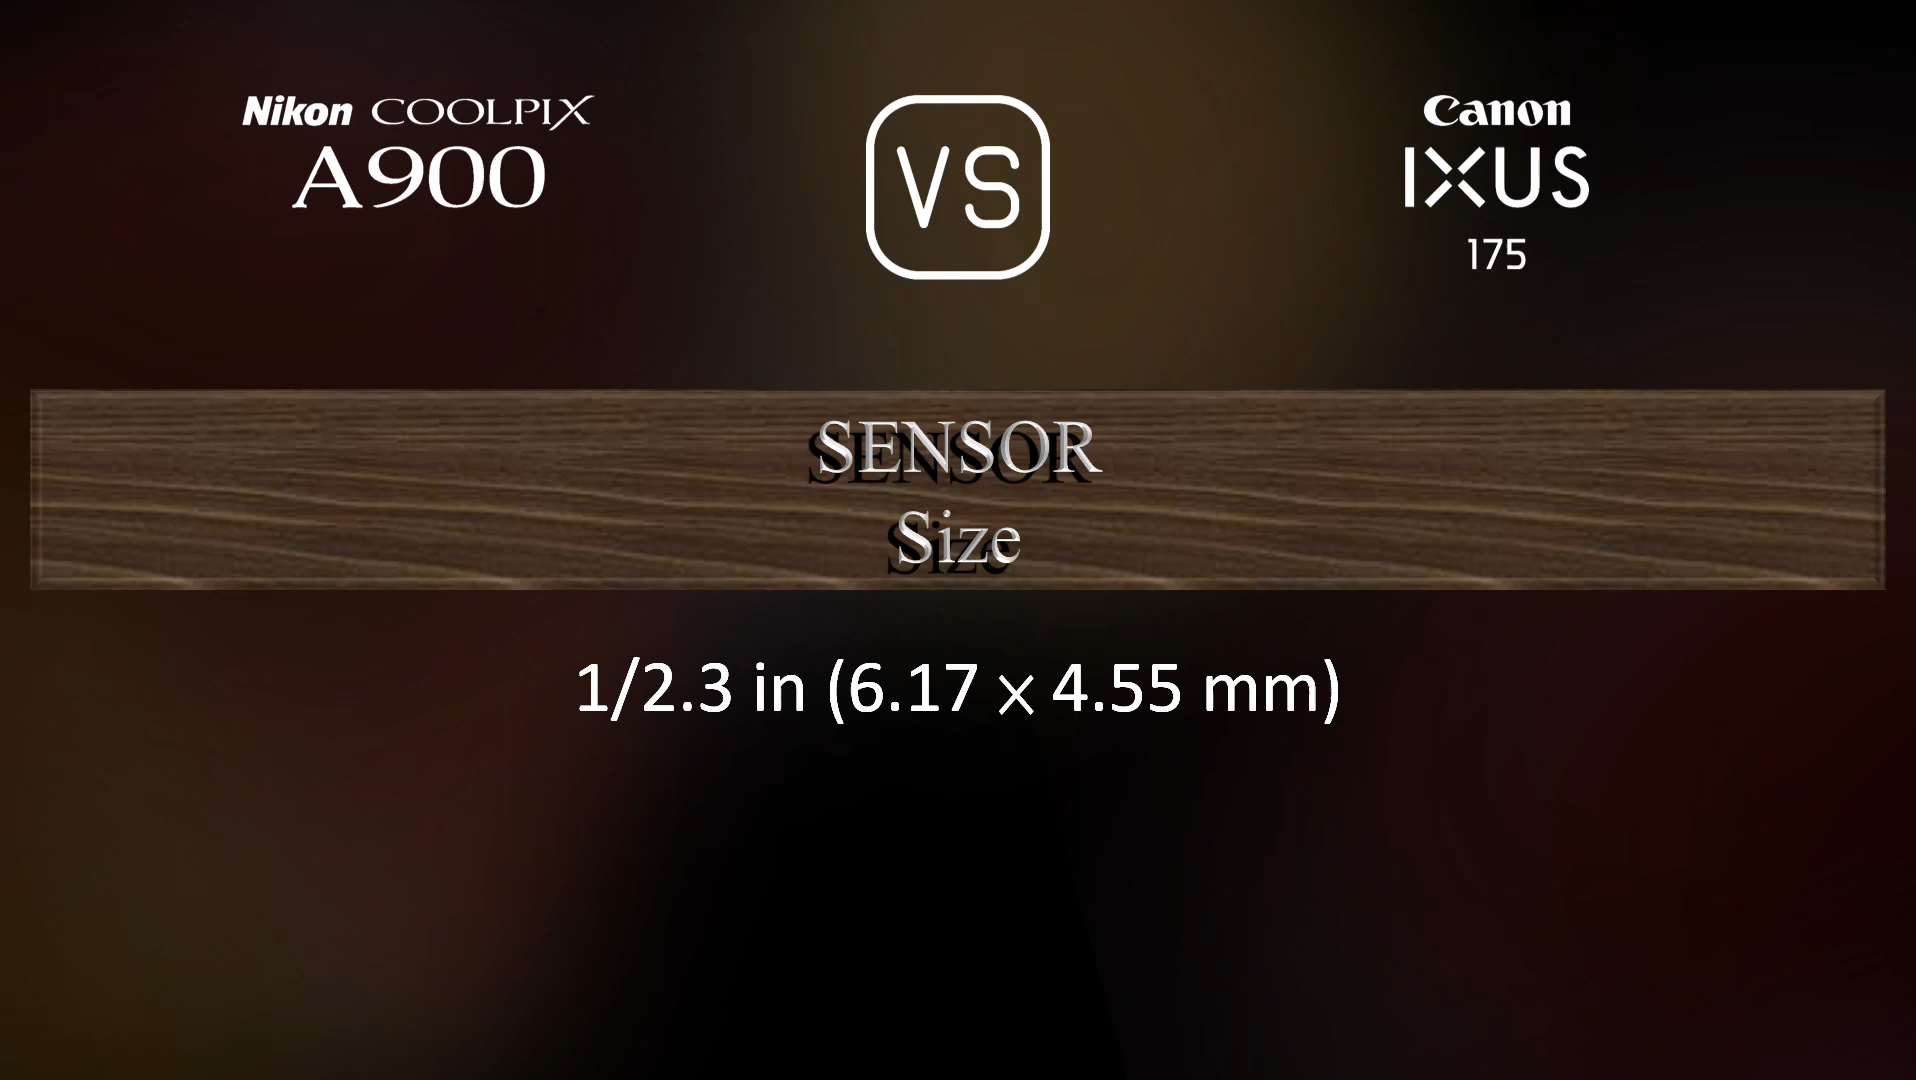 Nikon COOLPIX
A900
VS
Canon
IXUS
175
SENSOR
Size
1/2.3 in (6.17 x 4.55 mm)